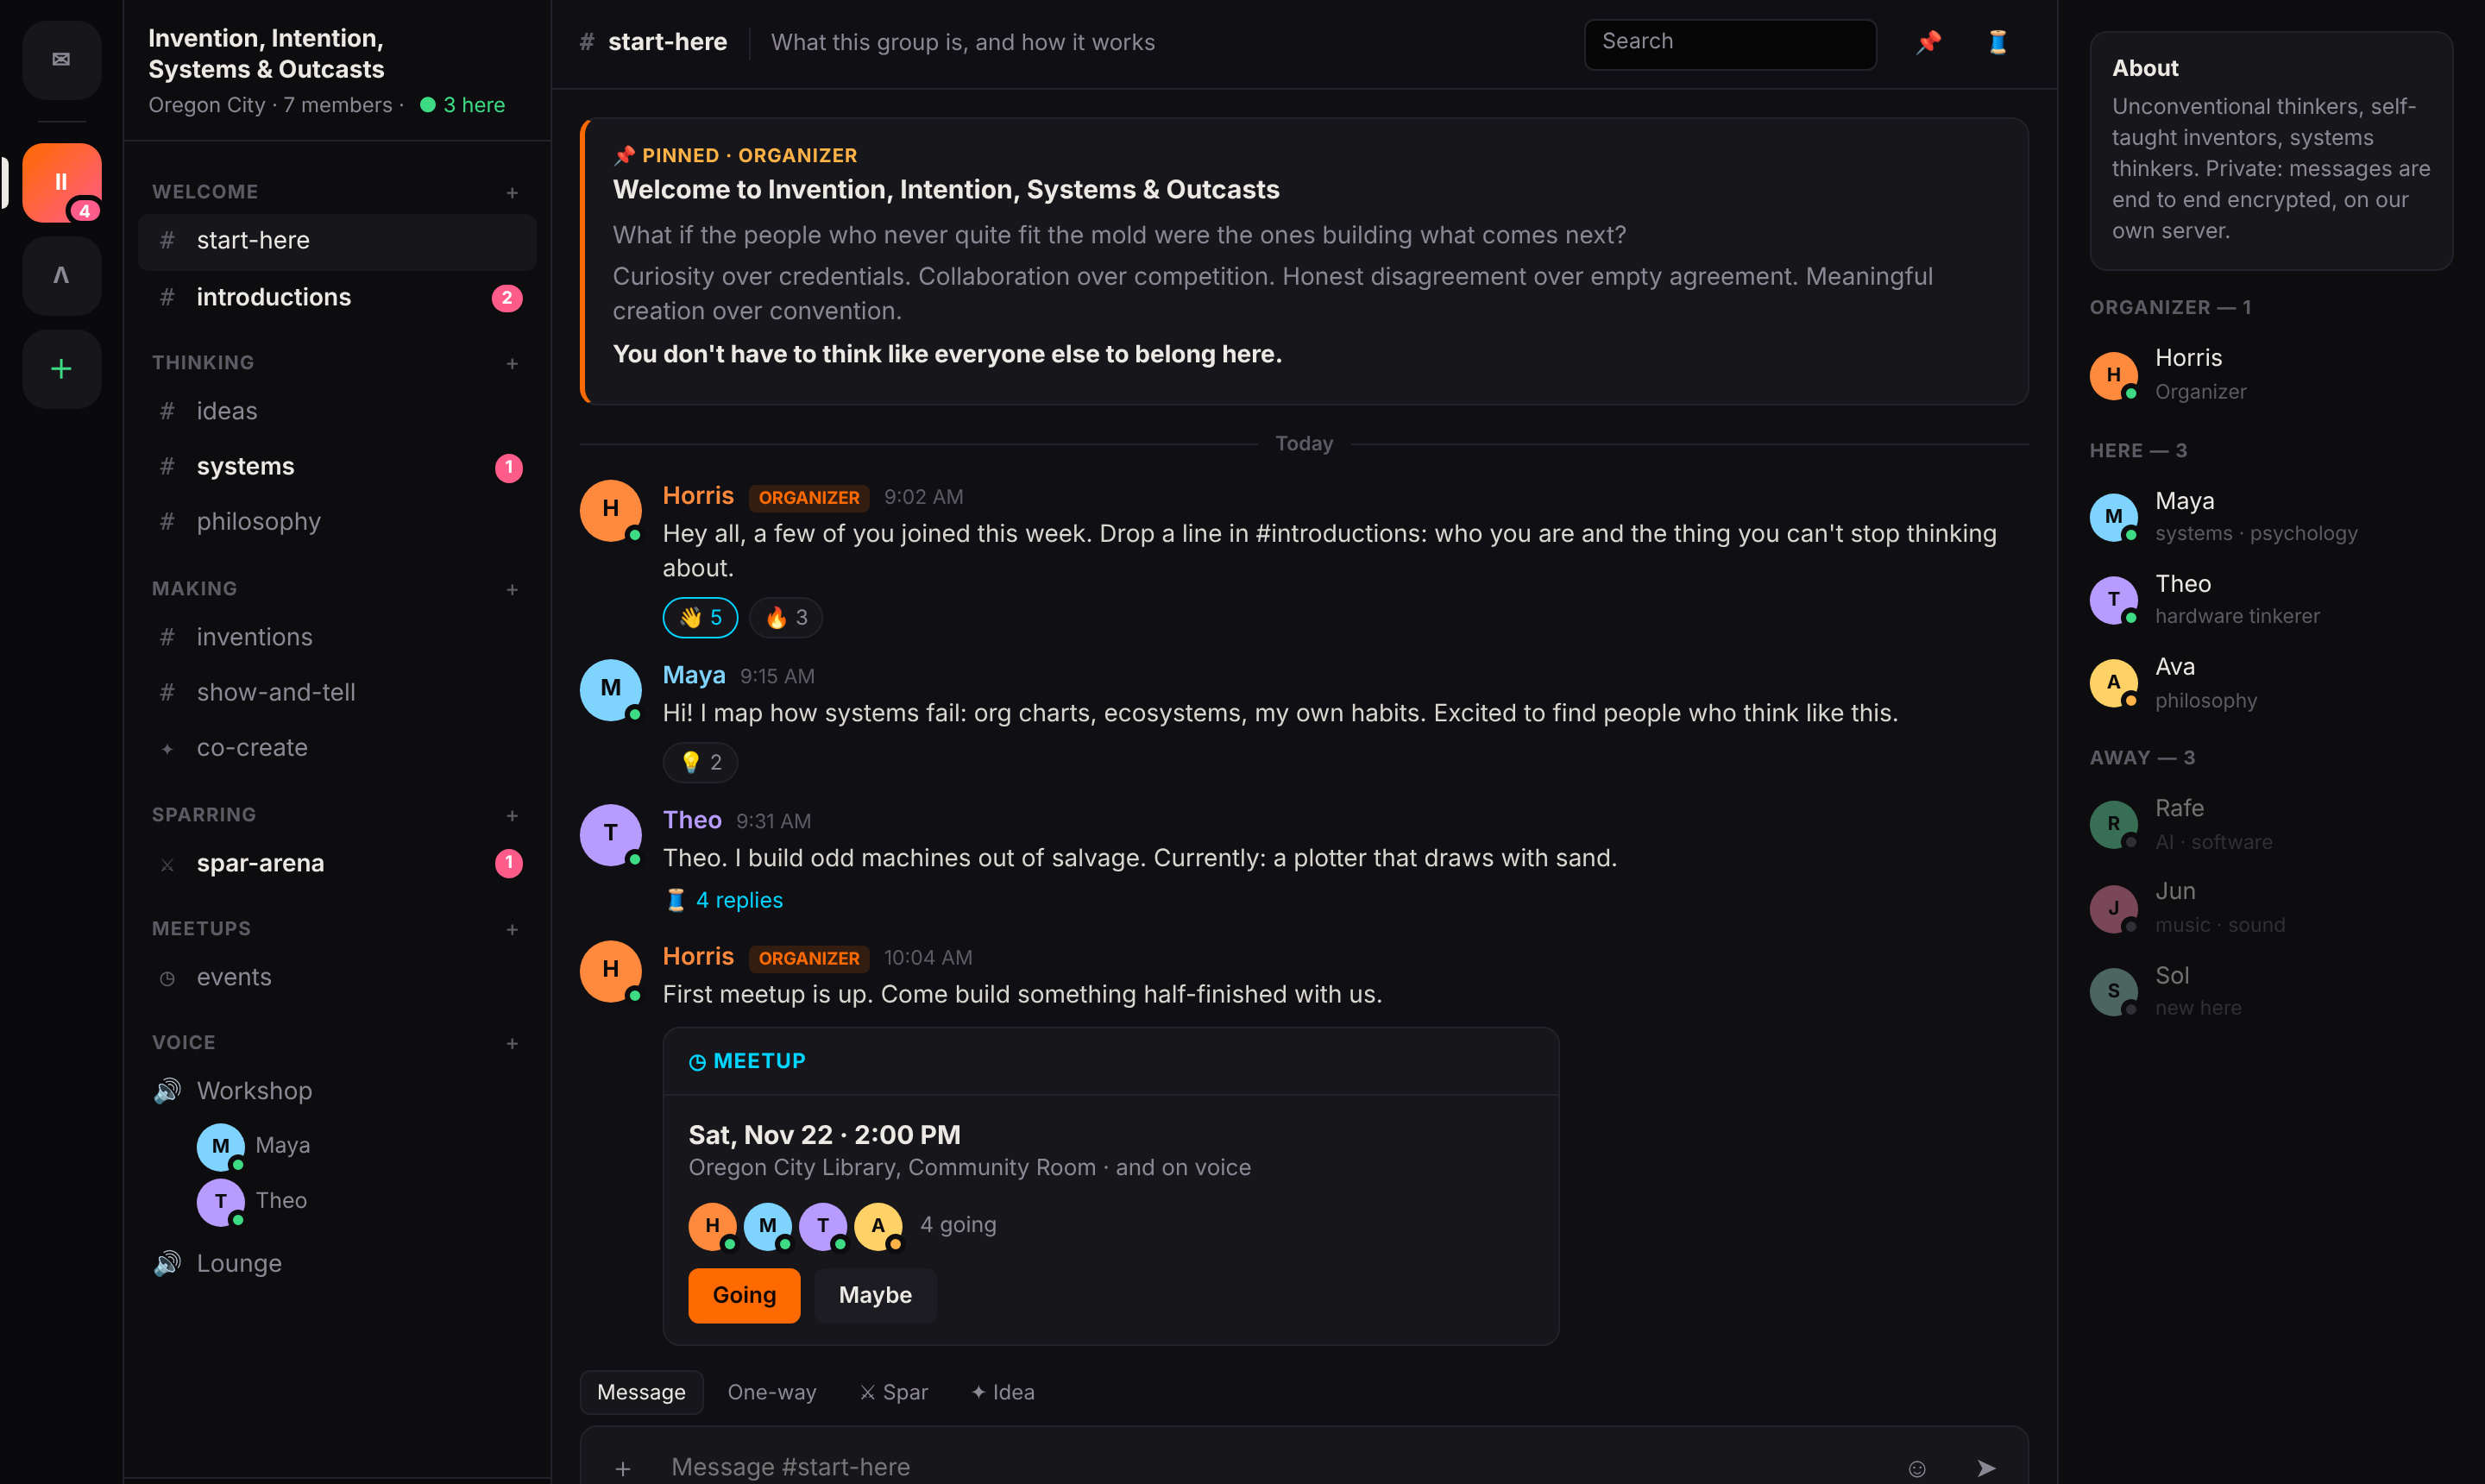 ✉
II
4
Λ
+
Invention, Intention,
Systems & Outcasts
Oregon City · 7 members · 3 here
WELCOME +
# start-here
# introductions 2
THINKING +
# ideas
# systems 1
# philosophy
MAKING +
# inventions
# show-and-tell
✦ co-create
SPARRING +
⚔ spar-arena 1
MEETUPS +
◷ events
VOICE +
🔊 Workshop
M Maya
T Theo
🔊 Lounge
# start-here What this group is, and how it works
Search 📌 🧵
📌 PINNED · ORGANIZER
Welcome to Invention, Intention, Systems & Outcasts
What if the people who never quite fit the mold were the ones building what comes next?
Curiosity over credentials. Collaboration over competition. Honest disagreement over empty agreement. Meaningful
creation over convention.
You don't have to think like everyone else to belong here.
Today
H Horris ORGANIZER 9:02 AM
Hey all, a few of you joined this week. Drop a line in #introductions: who you are and the thing you can't stop thinking
about.
👋 5 🔥 3
M Maya 9:15 AM
Hi! I map how systems fail: org charts, ecosystems, my own habits. Excited to find people who think like this.
💡 2
T Theo 9:31 AM
Theo. I build odd machines out of salvage. Currently: a plotter that draws with sand.
🧵 4 replies
H Horris ORGANIZER 10:04 AM
First meetup is up. Come build something half-finished with us.
◷ MEETUP
Sat, Nov 22 · 2:00 PM
Oregon City Library, Community Room · and on voice
H M T A 4 going
Going Maybe
Message One-way ⚔ Spar ✦ Idea
+ Message #start-here ☺ ➤
About
Unconventional thinkers, self-
taught inventors, systems
thinkers. Private: messages are
end to end encrypted, on our
own server.
ORGANIZER — 1
H Horris
Organizer
HERE — 3
M Maya
systems · psychology
T Theo
hardware tinkerer
A Ava
philosophy
AWAY — 3
R Rafe
AI · software
J Jun
music · sound
S Sol
new here